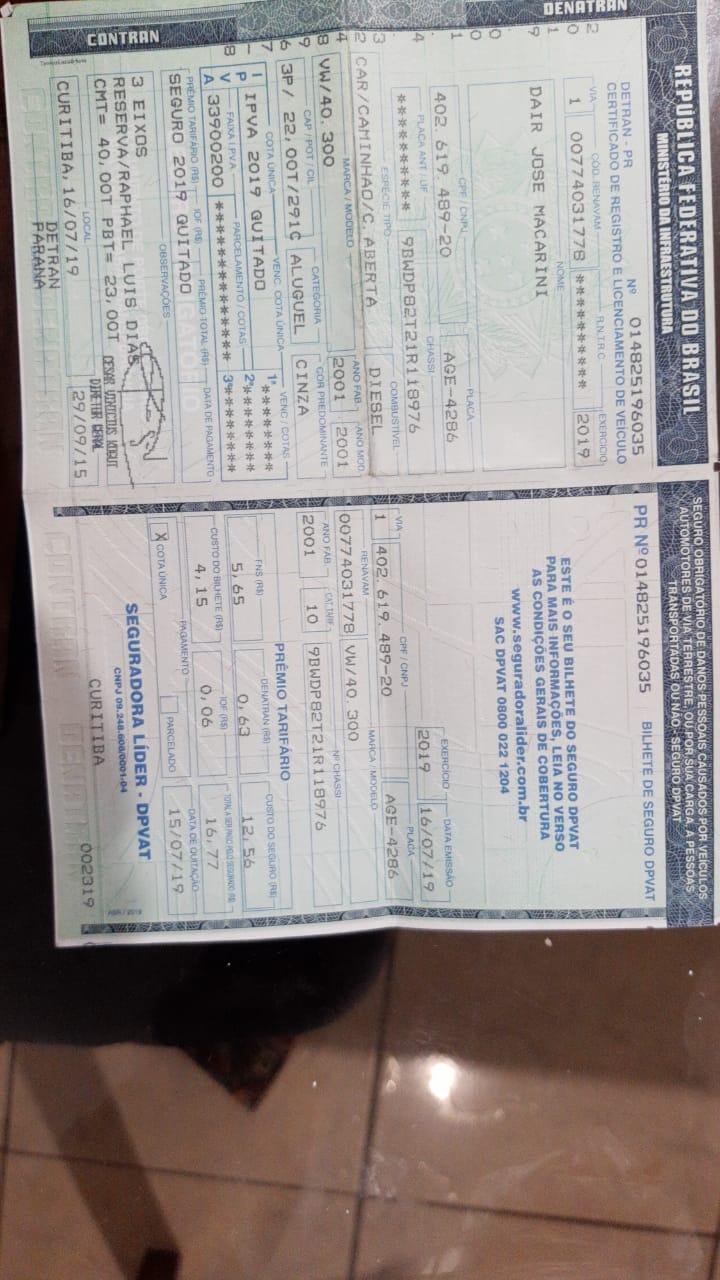 REPÚBLICA FEDERATIVA DO BRASIL
MINISTÉRIO DA INFRAESTRUTURA
DENATRAN
CONTRAN
DETRAN - PR Nº 014825196035
CERTIFICADO DE REGISTRO E LICENCIAMENTO DE VEÍCULO
VIA CÓD. RENAVAM R.N.T.R.C. EXERCÍCIO
1 00774031778 ********** 2019
NOME
DAIR JOSE MACARINI
CPF / CNPJ PLACA
402. 619 489-20 AGE-4286
PLACA ANT / UF CHASSI
********** 9BWDP82T21R118976
ESPÉCIE TIPO COMBUSTÍVEL
CAR/CAMINHAO/C. ABERTA DIESEL
MARCA / MODELO ANO FAB. ANO MOD
VW/40. 300 2001 2001
CAP / POT / CIL CATEGORIA COR PREDOMINANTE
3P/ 22,00T/291C ALUGUEL CINZA
COTA ÚNICA VENC. COTA ÚNICA VENC / COTAS
IPVA 2019 QUITADO 1ª ********
FAIXA I.P.V.A. PARCELAMENTO / COTAS 2ª ********
33900200 ************** 3ª ********
PRÊMIO TARIFÁRIO (R$) IOF (R$) PRÊMIO TOTAL (R$) DATA DE PAGAMENTO
SEGURO 2019 QUITADO
OBSERVAÇÕES
3 EIXOS
RESERVA/RAPHAEL LUIS DIAS
CMT= 40,00T PBT= 23,00T
DIRETOR GERAL
LOCAL
CURITIBA, 16/07/19 29/09/15
DETRAN
PARANÁ
SEGURO OBRIGATÓRIO DE DANOS PESSOAIS CAUSADOS POR VEÍCULOS
AUTOMOTORES DE VIA TERRESTRE, OU POR SUA CARGA, A PESSOAS
TRANSPORTADAS OU NÃO - SEGURO DPVAT
PR Nº 014825196035 BILHETE DE SEGURO DPVAT
ESTE É O SEU BILHETE DO SEGURO DPVAT
PARA MAIS INFORMAÇÕES, LEIA NO VERSO
AS CONDIÇÕES GERAIS DE COBERTURA
www.seguradoralider.com.br
SAC DPVAT 0800 022 1204
EXERCÍCIO DATA EMISSÃO
2019 16/07/19
VIA CPF / CNPJ PLACA
1 402. 619. 489-20 AGE-4286
RENAVAM MARCA / MODELO
00774031778 VW/40. 300
ANO FAB. CAT. TARIF Nº CHASSI
2001 10 9BWDP82T21R118976
PRÊMIO TARIFÁRIO
FNS (R$) DENATRAN (R$) CUSTO DO SEGURO (R$)
5,65 0,63 12,56
CUSTO DO BILHETE (R$) IOF (R$) TOTAL A SER PAGO PELO SEGURADO (R$)
4,15 0,06 16,77
PAGAMENTO DATA DE QUITAÇÃO
X COTA ÚNICA PARCELADO 15/07/19
SEGURADORA LÍDER - DPVAT
CNPJ 09.248.608/0001-04
CURITIBA 002319